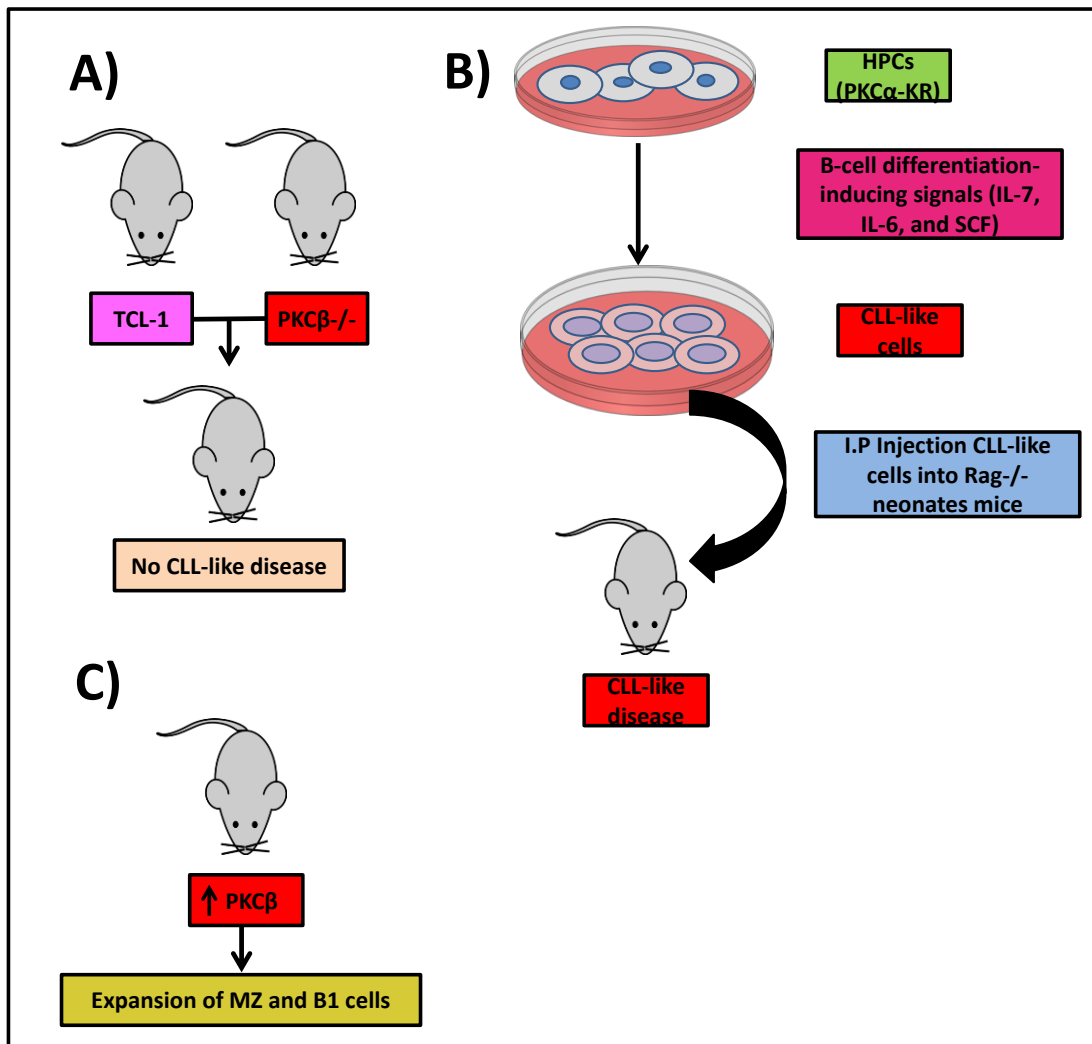 A)
TCL-1
PKCβ-/-
No CLL-like disease
B)
HPCs
(PKCα-KR)
B-cell differentiation-
inducing signals (IL-7,
IL-6, and SCF)
CLL-like
cells
I.P Injection CLL-like
cells into Rag-/-
neonates mice
CLL-like
disease
C)
↑ PKCβ
Expansion of MZ and B1 cells